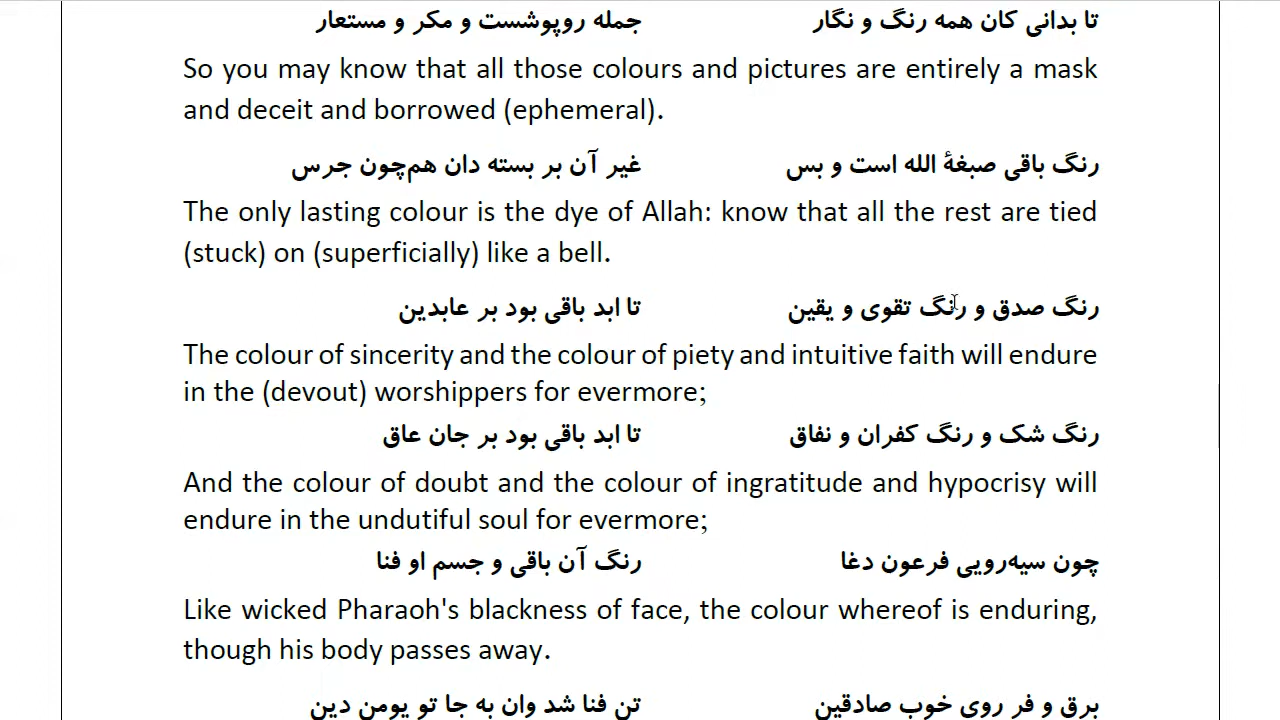 تا بدانی کان همه رنگ و نگار جمله روپوشست و مکر و مستعار
So you may know that all those colours and pictures are entirely a mask
and deceit and borrowed (ephemeral).
رنگ باقی صبغهٔ الله است و بس غیر آن بر بسته دان هم‌چون جرس
The only lasting colour is the dye of Allah: know that all the rest are tied
(stuck) on (superficially) like a bell.
رنگ صدق و رنگ تقوی و یقین تا ابد باقی بود بر عابدین
The colour of sincerity and the colour of piety and intuitive faith will endure
in the (devout) worshippers for evermore;
رنگ شک و رنگ کفران و نفاق تا ابد باقی بود بر جان عاق
And the colour of doubt and the colour of ingratitude and hypocrisy will
endure in the undutiful soul for evermore;
چون سیه‌رویی فرعون دغا رنگ آن باقی و جسم او فنا
Like wicked Pharaoh's blackness of face, the colour whereof is enduring,
though his body passes away.
برق و فر روی خوب صادقین تن فنا شد وان به جا تو یومن دین